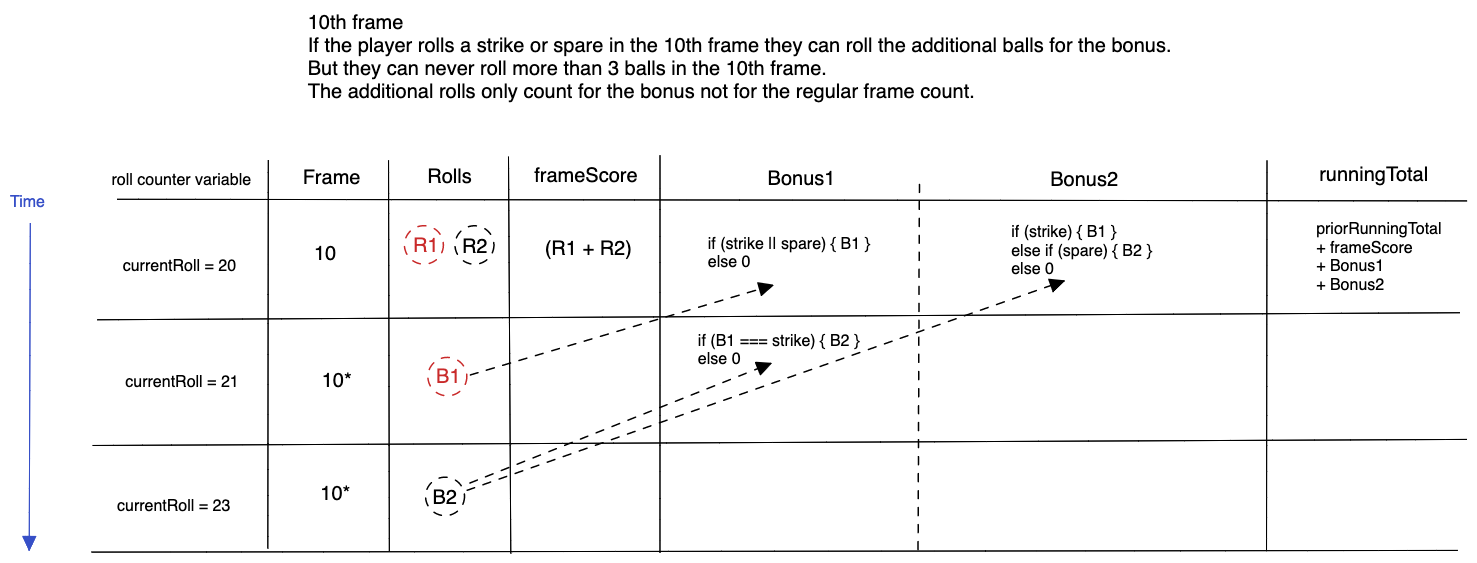 10th frame
If the player rolls a strike or spare in the 10th frame they can roll the additional balls for the bonus.
But they can never roll more than 3 balls in the 10th frame.
The additional rolls only count for the bonus not for the regular frame count.
Time
roll counter variable
Frame
Rolls
frameScore
Bonus1
Bonus2
runningTotal
currentRoll = 20
10
R1
R2
(R1 + R2)
if (strike || spare) { B1 }
else 0
if (strike) { B1 }
else if (spare) { B2 }
else 0
priorRunningTotal
+ frameScore
+ Bonus1
+ Bonus2
currentRoll = 21
10*
B1
if (B1 === strike) { B2 }
else 0
currentRoll = 23
10*
B2